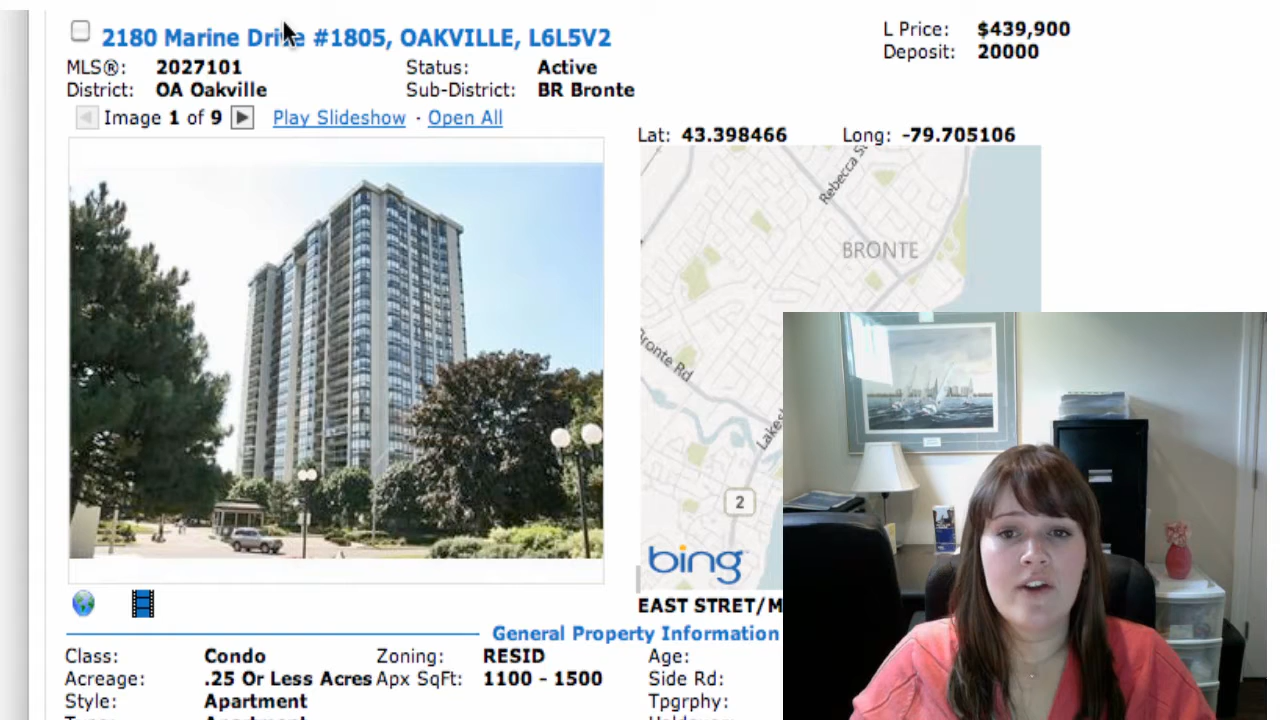 2180 Marine Drive #1805, OAKVILLE, L6L5V2
L Price: $439,900
Deposit: 20000
MLS®: 2027101 Status: Active
District: OA Oakville Sub-District: BR Bronte
Image 1 of 9 Play Slideshow · Open All
Lat: 43.398466 Long: -79.705106
Rebecca St
BRONTE
Bronte Rd
2
bing
EAST STRET/M
General Property Information
Class: Condo Zoning: RESID Age:
Acreage: .25 Or Less Acres Apx SqFt: 1100 - 1500 Side Rd:
Style: Apartment Tpgrphy: